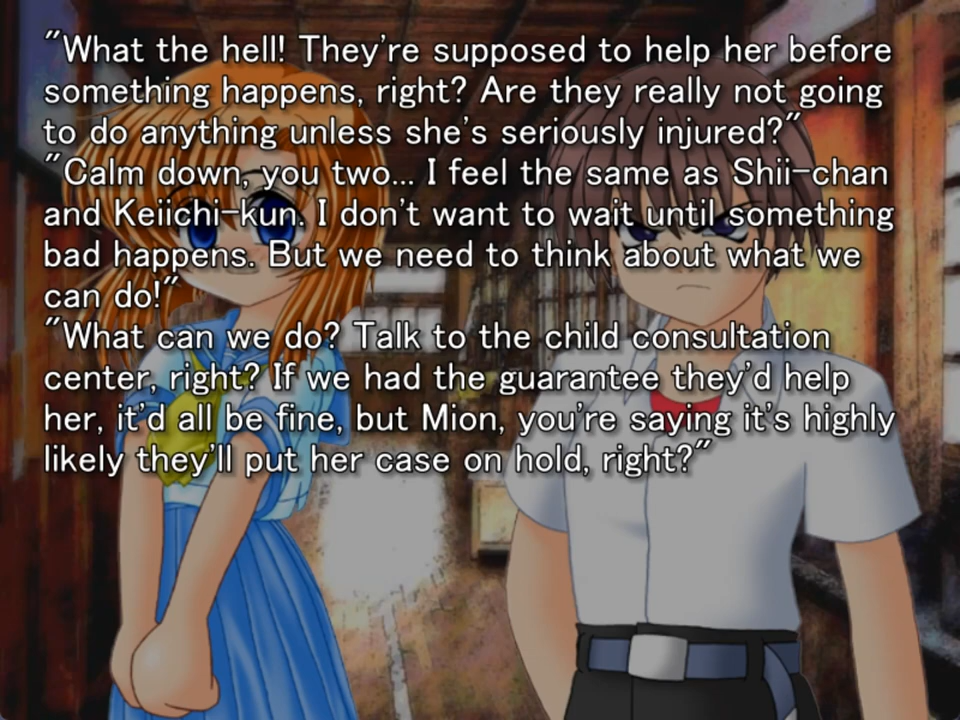 "What the hell! They're supposed to help her before
something happens, right? Are they really not going
to do anything unless she's seriously injured?"
"Calm down, you two... I feel the same as Shii-chan
and Keiichi-kun. I don't want to wait until something
bad happens. But we need to think about what we
can do!"
"What can we do? Talk to the child consultation
center, right? If we had the guarantee they'd help
her, it'd all be fine, but Mion, you're saying it's highly
likely they'll put her case on hold, right?"